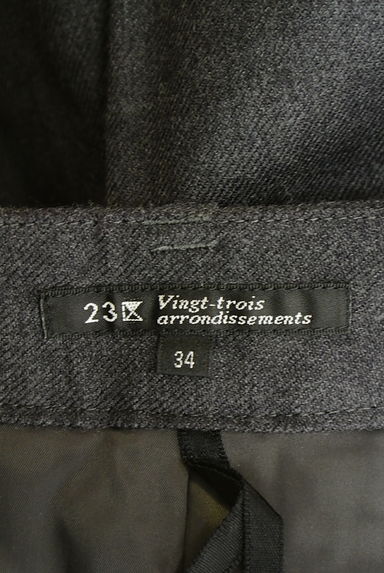 23区 Vingt-trois
arrondissements
34